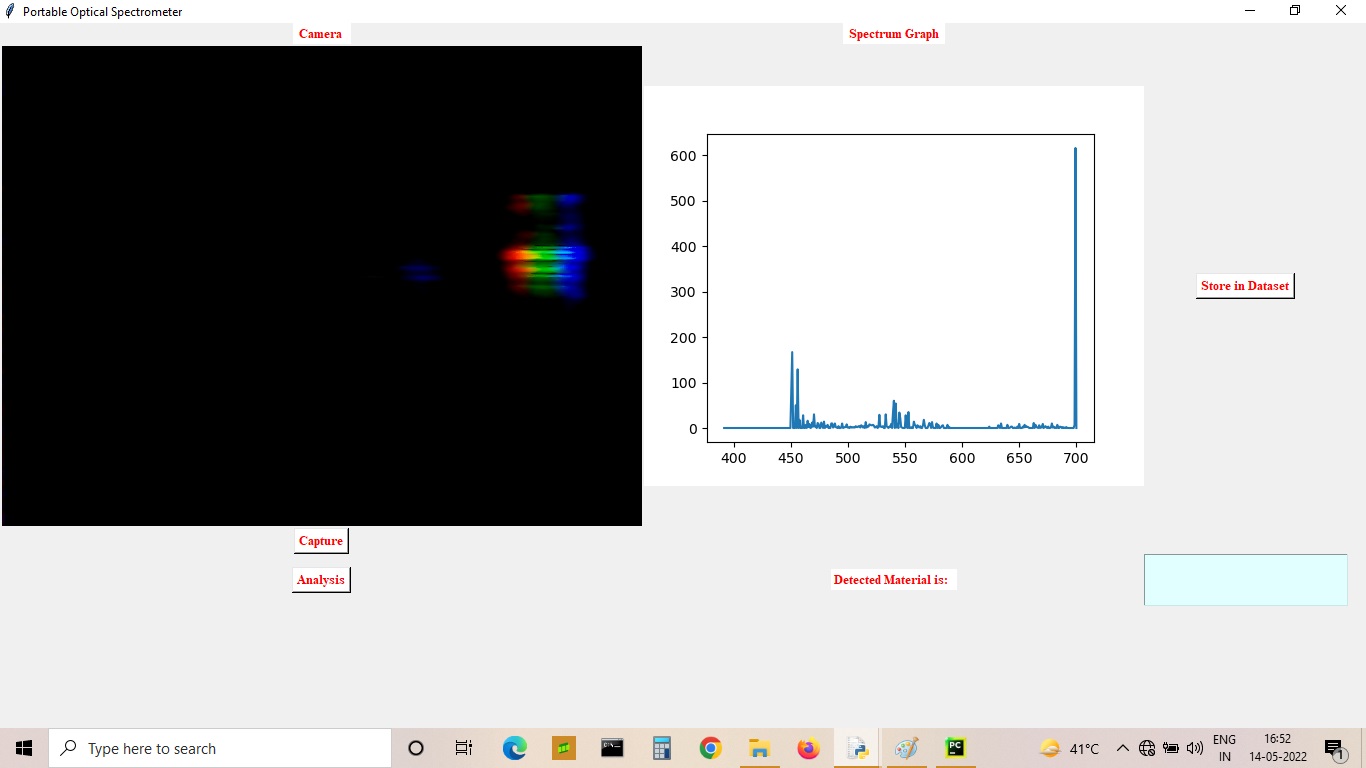 Portable Optical Spectrometer
Camera
Spectrum Graph
600
500
400
300
200
100
0
400 450 500 550 600 650 700
Store in Dataset
Capture
Analysis
Detected Material is:
Type here to search
PC
41°C
ENG
IN
16:52
14-05-2022
1